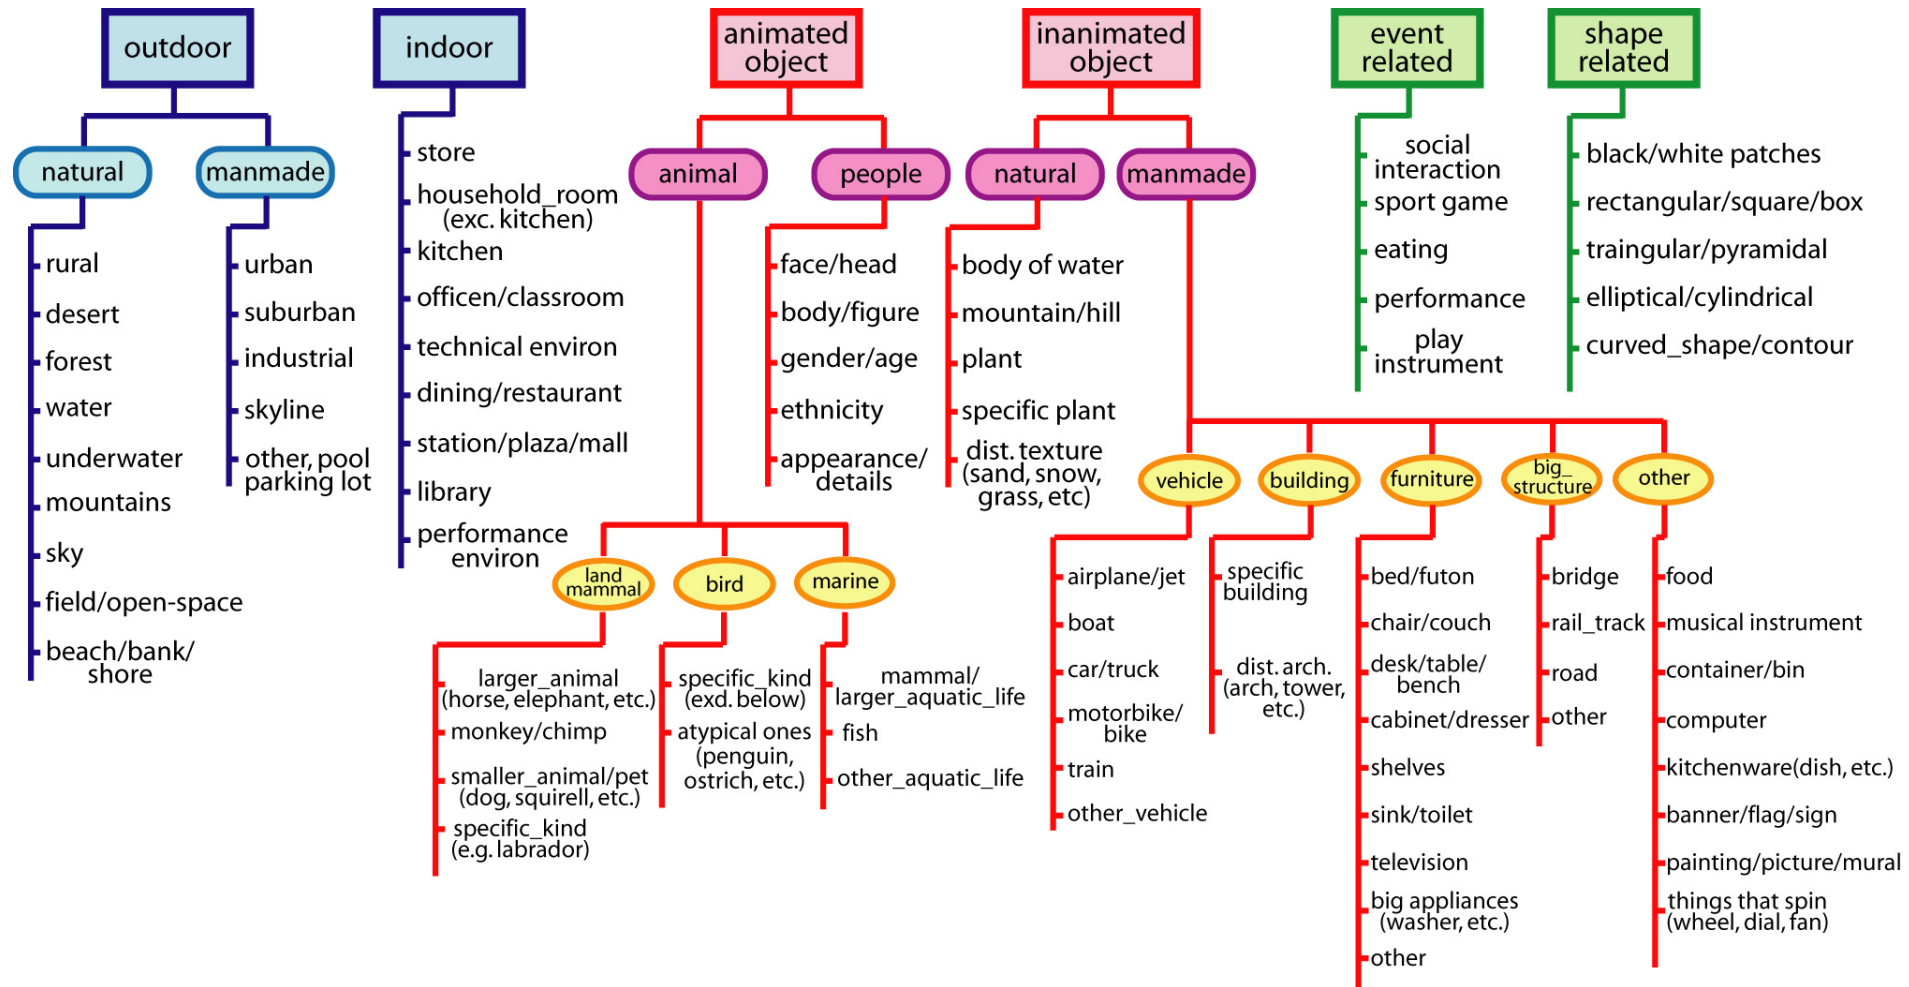 outdoor
natural
rural
desert
forest
water
underwater
mountains
sky
field/open-space
beach/bank/
shore
manmade
urban
suburban
industrial
skyline
other, pool
parking lot
indoor
store
household_room
(exc. kitchen)
kitchen
officen/classroom
technical environ
dining/restaurant
station/plaza/mall
library
performance
environ
animated
object
animal
land
mammal
larger_animal
(horse, elephant, etc.)
monkey/chimp
smaller_animal/pet
(dog, squirell, etc.)
specific_kind
(e.g. labrador)
bird
specific_kind
(exd. below)
atypical ones
(penguin,
ostrich, etc.)
marine
mammal/
larger_aquatic_life
fish
other_aquatic_life
people
face/head
body/figure
gender/age
ethnicity
appearance/
details
inanimated
object
natural
body of water
mountain/hill
plant
specific plant
dist. texture
(sand, snow,
grass, etc)
manmade
vehicle
airplane/jet
boat
car/truck
motorbike/
bike
train
other_vehicle
building
specific
building
dist. arch.
(arch, tower,
etc.)
furniture
bed/futon
chair/couch
desk/table/
bench
cabinet/dresser
shelves
sink/toilet
television
big appliances
(washer, etc.)
other
big_
structure
bridge
rail_track
road
other
other
food
musical instrument
container/bin
computer
kitchenware(dish, etc.)
banner/flag/sign
painting/picture/mural
things that spin
(wheel, dial, fan)
event
related
social
interaction
sport game
eating
performance
play
instrument
shape
related
black/white patches
rectangular/square/box
traingular/pyramidal
elliptical/cylindrical
curved_shape/contour